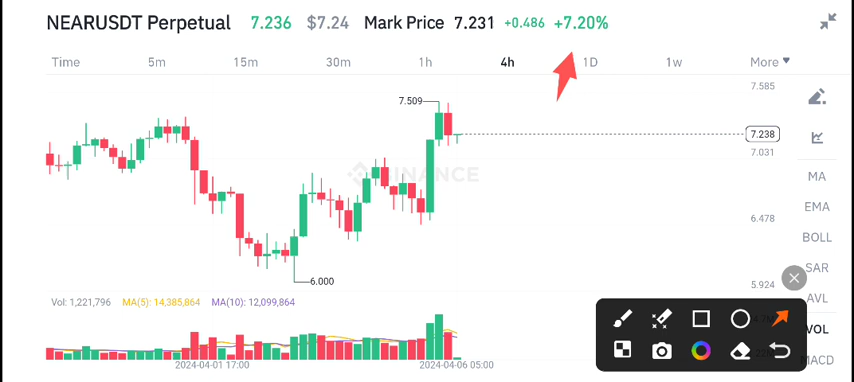 NEARUSDT Perpetual 7.236 $7.24 Mark Price 7.231 +0.486 +7.20%
Time 5m 15m 30m 1h 4h 1D 1w More
7.585
7.509
7.238
7.031
BINANCE
MA
EMA
6.478
BOLL
SAR
6.000
5.924
AVL
Vol: 1,221,796 MA(5): 14,385,864 MA(10): 12,099,864
VOL
MACD
2024-04-01 17:00 2024-04-06 05:00